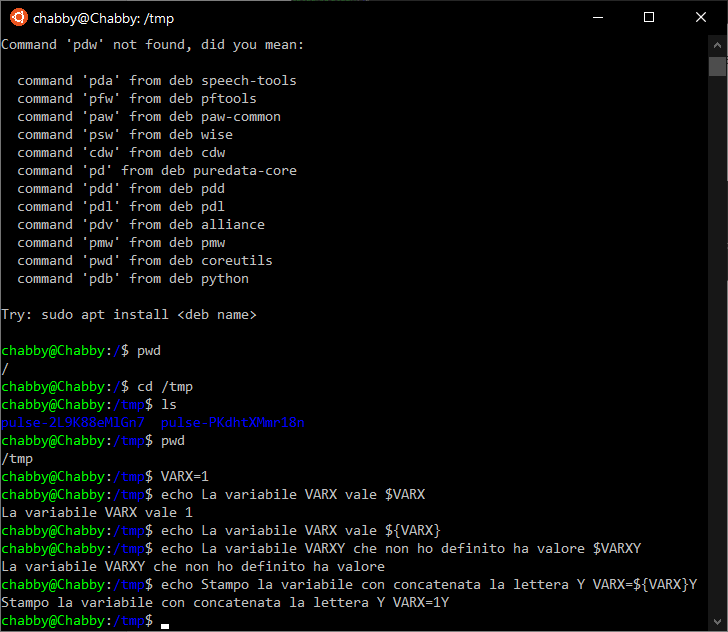 chabby@Chabby: /tmp
Command 'pdw' not found, did you mean:
command 'pda' from deb speech-tools
command 'pfw' from deb pftools
command 'paw' from deb paw-common
command 'psw' from deb wise
command 'cdw' from deb cdw
command 'pd' from deb puredata-core
command 'pdd' from deb pdd
command 'pdl' from deb pdl
command 'pdv' from deb alliance
command 'pmw' from deb pmw
command 'pwd' from deb coreutils
command 'pdb' from deb python
Try: sudo apt install <deb name>
chabby@Chabby:/$ pwd
/
chabby@Chabby:/$ cd /tmp
chabby@Chabby:/tmp$ ls
pulse-2L9K88eMlGn7  pulse-PKdhtXMmr18n
chabby@Chabby:/tmp$ pwd
/tmp
chabby@Chabby:/tmp$ VARX=1
chabby@Chabby:/tmp$ echo La variabile VARX vale $VARX
La variabile VARX vale 1
chabby@Chabby:/tmp$ echo La variabile VARX vale ${VARX}
chabby@Chabby:/tmp$ echo La variabile VARXY che non ho definito ha valore $VARXY
La variabile VARXY che non ho definito ha valore
chabby@Chabby:/tmp$ echo Stampo la variabile con concatenata la lettera Y VARX=${VARX}Y
Stampo la variabile con concatenata la lettera Y VARX=1Y
chabby@Chabby:/tmp$